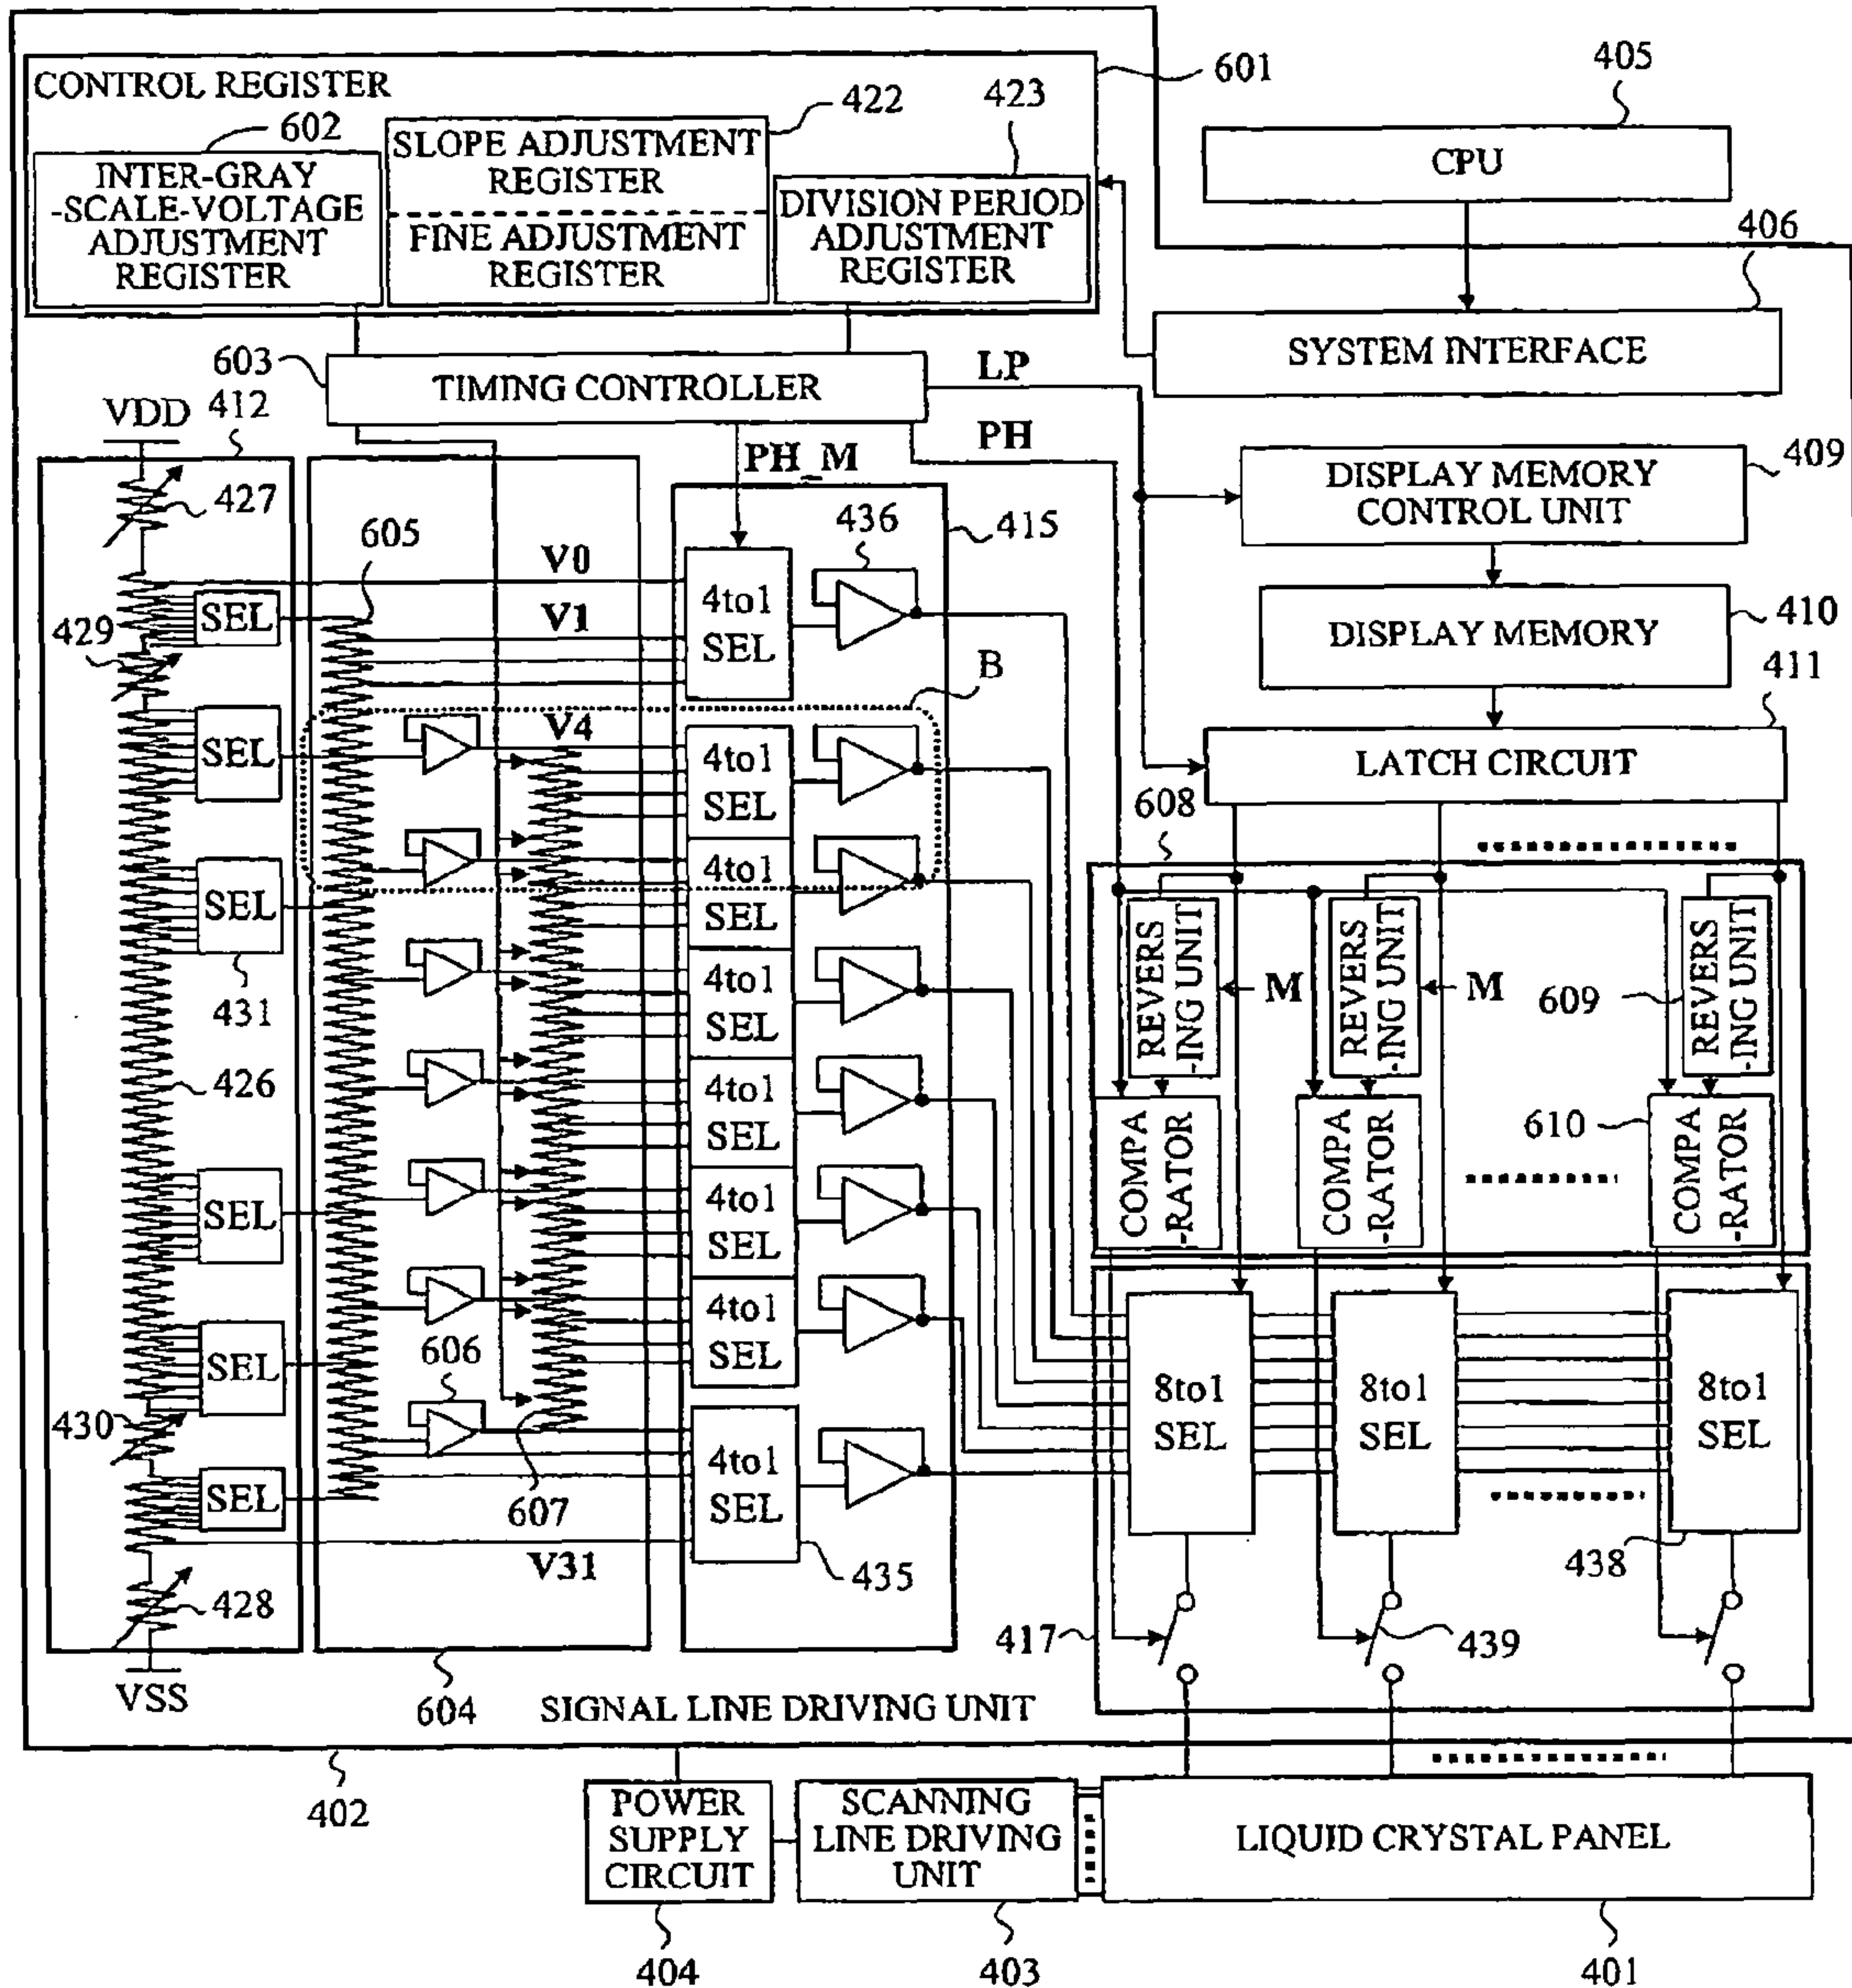 CONTROL REGISTER
601
602
422
423
405
INTER-GRAY
-SCALE-VOLTAGE
ADJUSTMENT
REGISTER
SLOPE ADJUSTMENT
REGISTER
FINE ADJUSTMENT
REGISTER
DIVISION PERIOD
ADJUSTMENT
REGISTER
CPU
406
SYSTEM INTERFACE
603
TIMING CONTROLLER
LP
PH
PH_M
VDD
412
427
605
V0
V1
436
415
DISPLAY MEMORY
CONTROL UNIT
409
DISPLAY MEMORY
410
411
LATCH CIRCUIT
429
SEL
SEL
SEL
431
426
SEL
SEL
430
SEL
428
VSS
B
V4
4to1
SEL
4to1
SEL
4to1
SEL
4to1
SEL
4to1
SEL
4to1
SEL
4to1
SEL
4to1
SEL
606
607
V31
435
604
608
REVERS
-ING UNIT
M
REVERS
-ING UNIT
M
609
REVERS
-ING UNIT
COMPA
-RATOR
COMPA
-RATOR
610
COMPA
-RATOR
8to1
SEL
8to1
SEL
8to1
SEL
438
417
439
SIGNAL LINE DRIVING UNIT
402
POWER
SUPPLY
CIRCUIT
SCANNING
LINE DRIVING
UNIT
LIQUID CRYSTAL PANEL
404
403
401